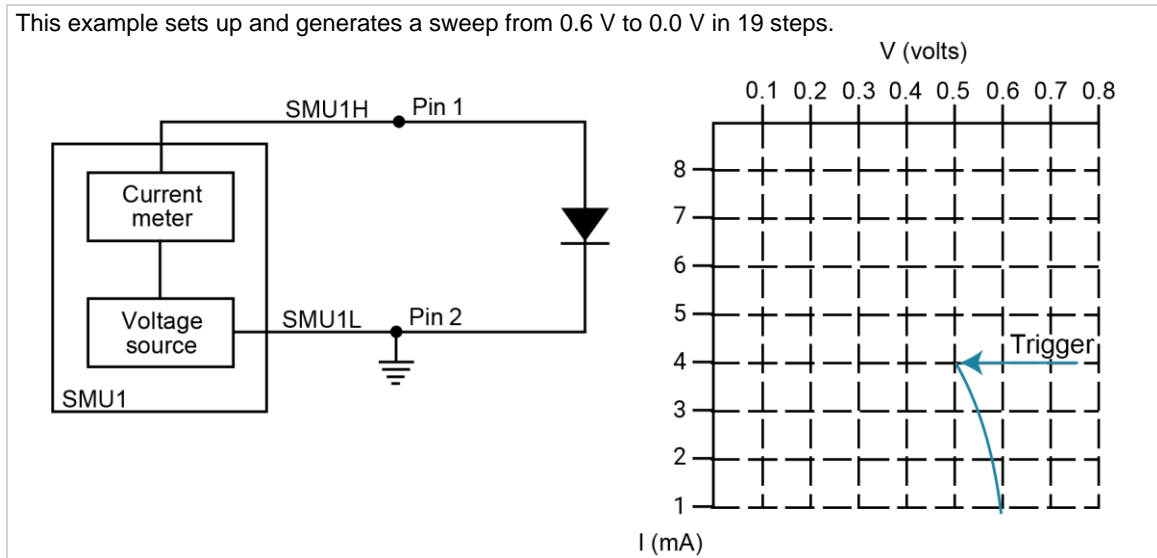 This example sets up and generates a sweep from 0.6 V to 0.0 V in 19 steps.
V (volts)
0.1 0.2 0.3 0.4 0.5 0.6 0.7 0.8
SMU1H
Pin 1
Current
meter
Voltage
source
SMU1L
Pin 2
SMU1
8
7
6
5
Trigger
4
3
2
1
I (mA)